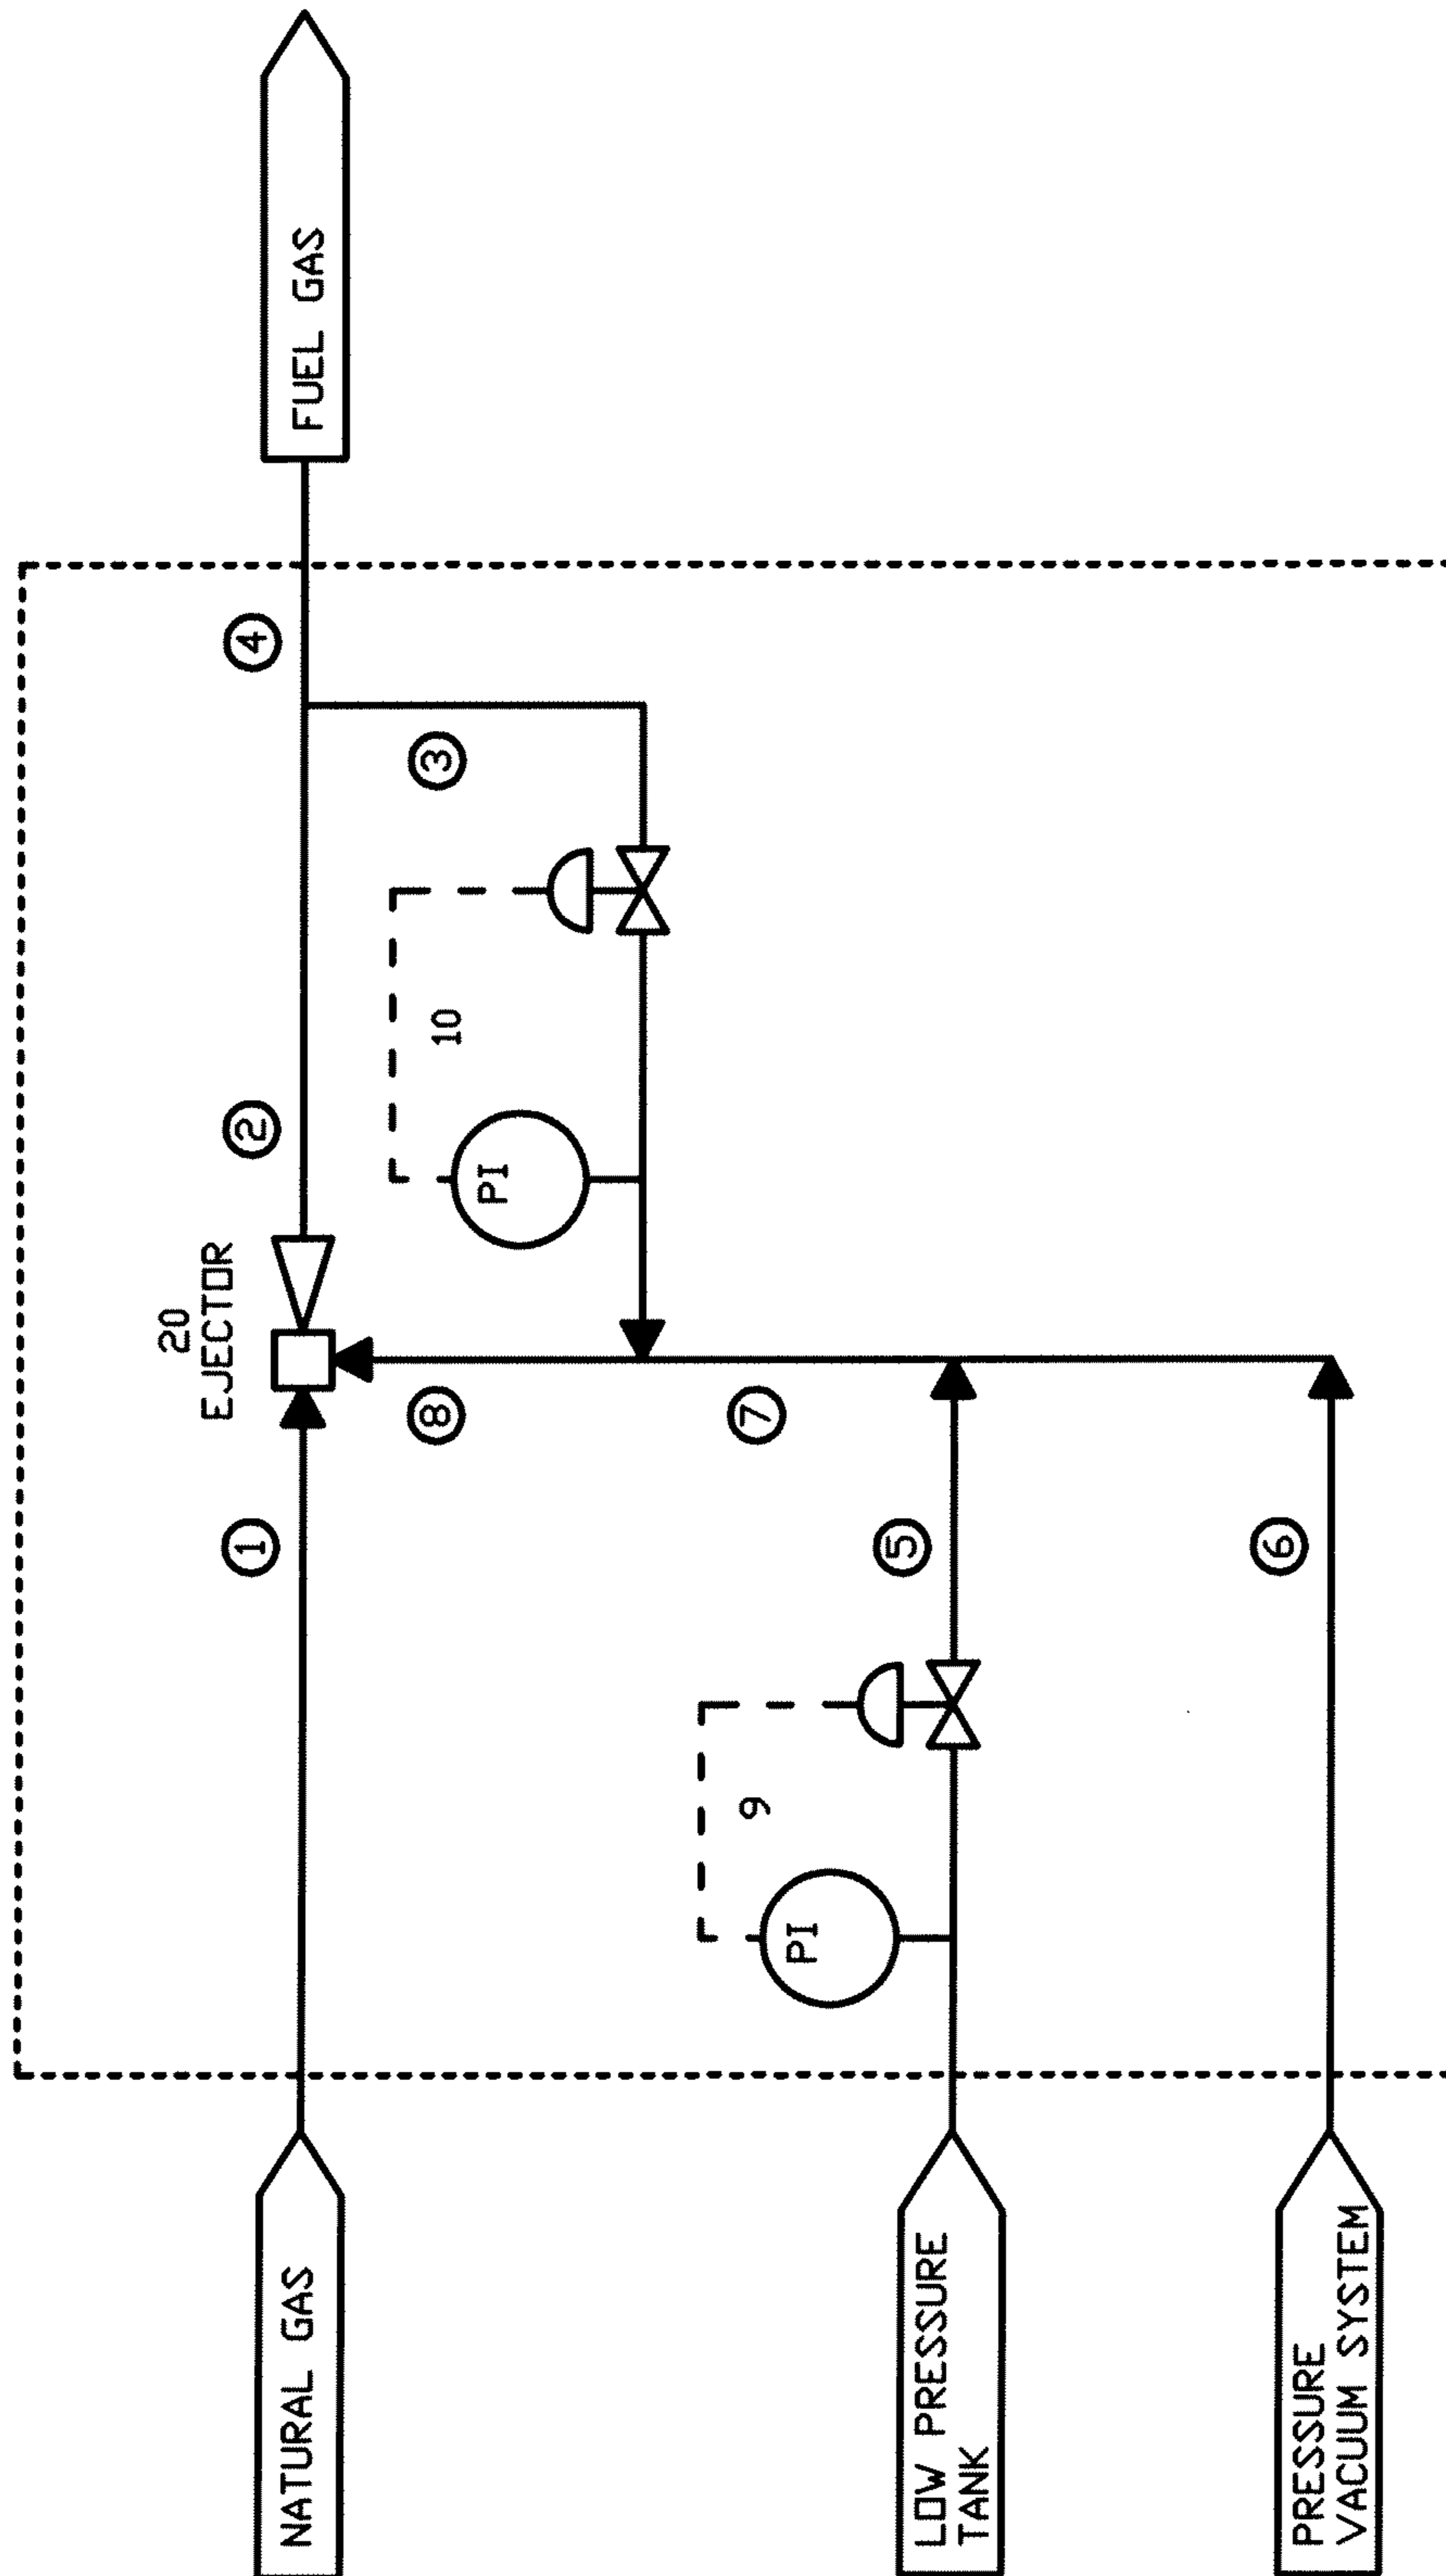 20
EJECTOR
NATURAL GAS
1
2
4
FUEL GAS
8
3
10
PI
7
9
PI
LOW PRESSURE
TANK
5
PRESSURE
VACUUM SYSTEM
6